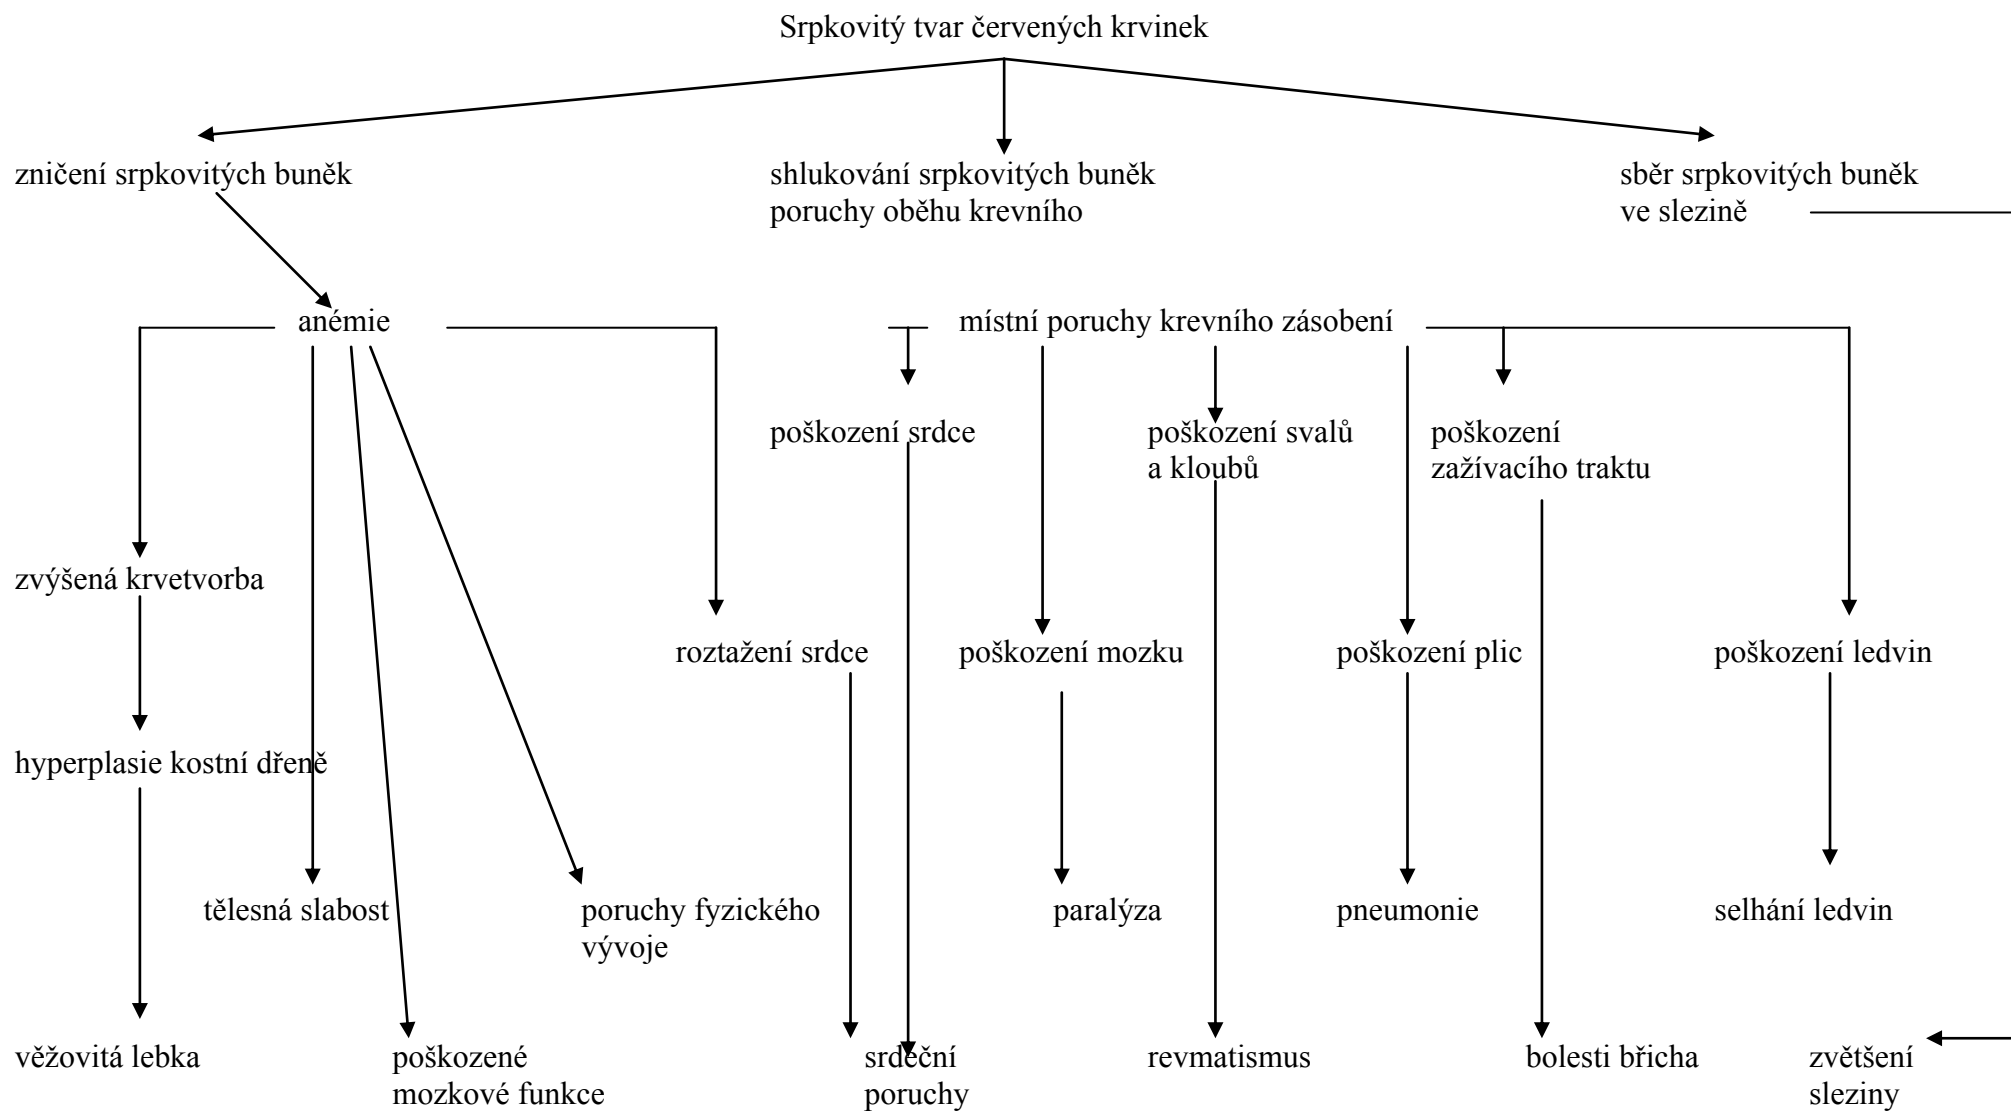 Srpkovitý tvar červených krvinek
zničení srpkovitých buněk
shlukování srpkovitých buněk
poruchy oběhu krevního
sběr srpkovitých buněk
ve slezině
anémie
místní poruchy krevního zásobení
poškození srdce
poškození svalů
a kloubů
poškození
zažívacího traktu
zvýšená krvetvorba
roztažení srdce
poškození mozku
poškození plic
poškození ledvin
hyperplasie kostní dřeně
tělesná slabost
poruchy fyzického
vývoje
paralýza
pneumonie
selhání ledvin
věžovitá lebka
poškozené
mozkové funkce
srdeční
poruchy
revmatismus
bolesti břicha
zvětšení
sleziny